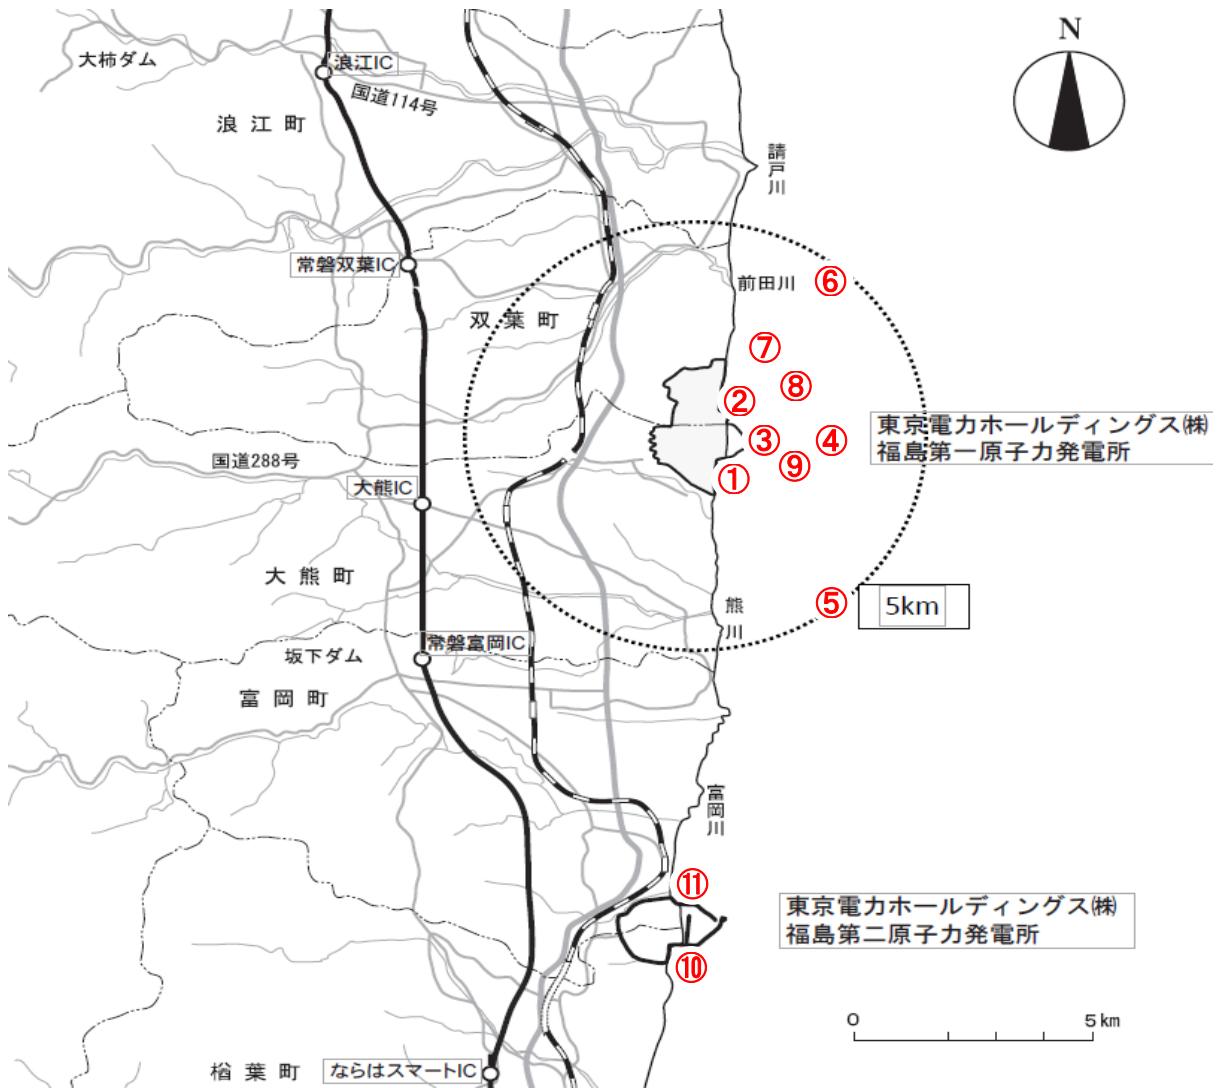 N
大柿ダム
浪江IC
国道114号
浪江町
請戸川
常磐双葉IC
前田川
⑥
双葉町
⑦
⑧
②
東京電力ホールディングス㈱
福島第一原子力発電所
③
④
国道288号
⑨
①
大熊IC
大熊町
熊川
⑤
5km
常磐富岡IC
坂下ダム
富岡町
富岡川
⑪
東京電力ホールディングス㈱
福島第二原子力発電所
⑩
0
5km
楢葉町
ならはスマートIC